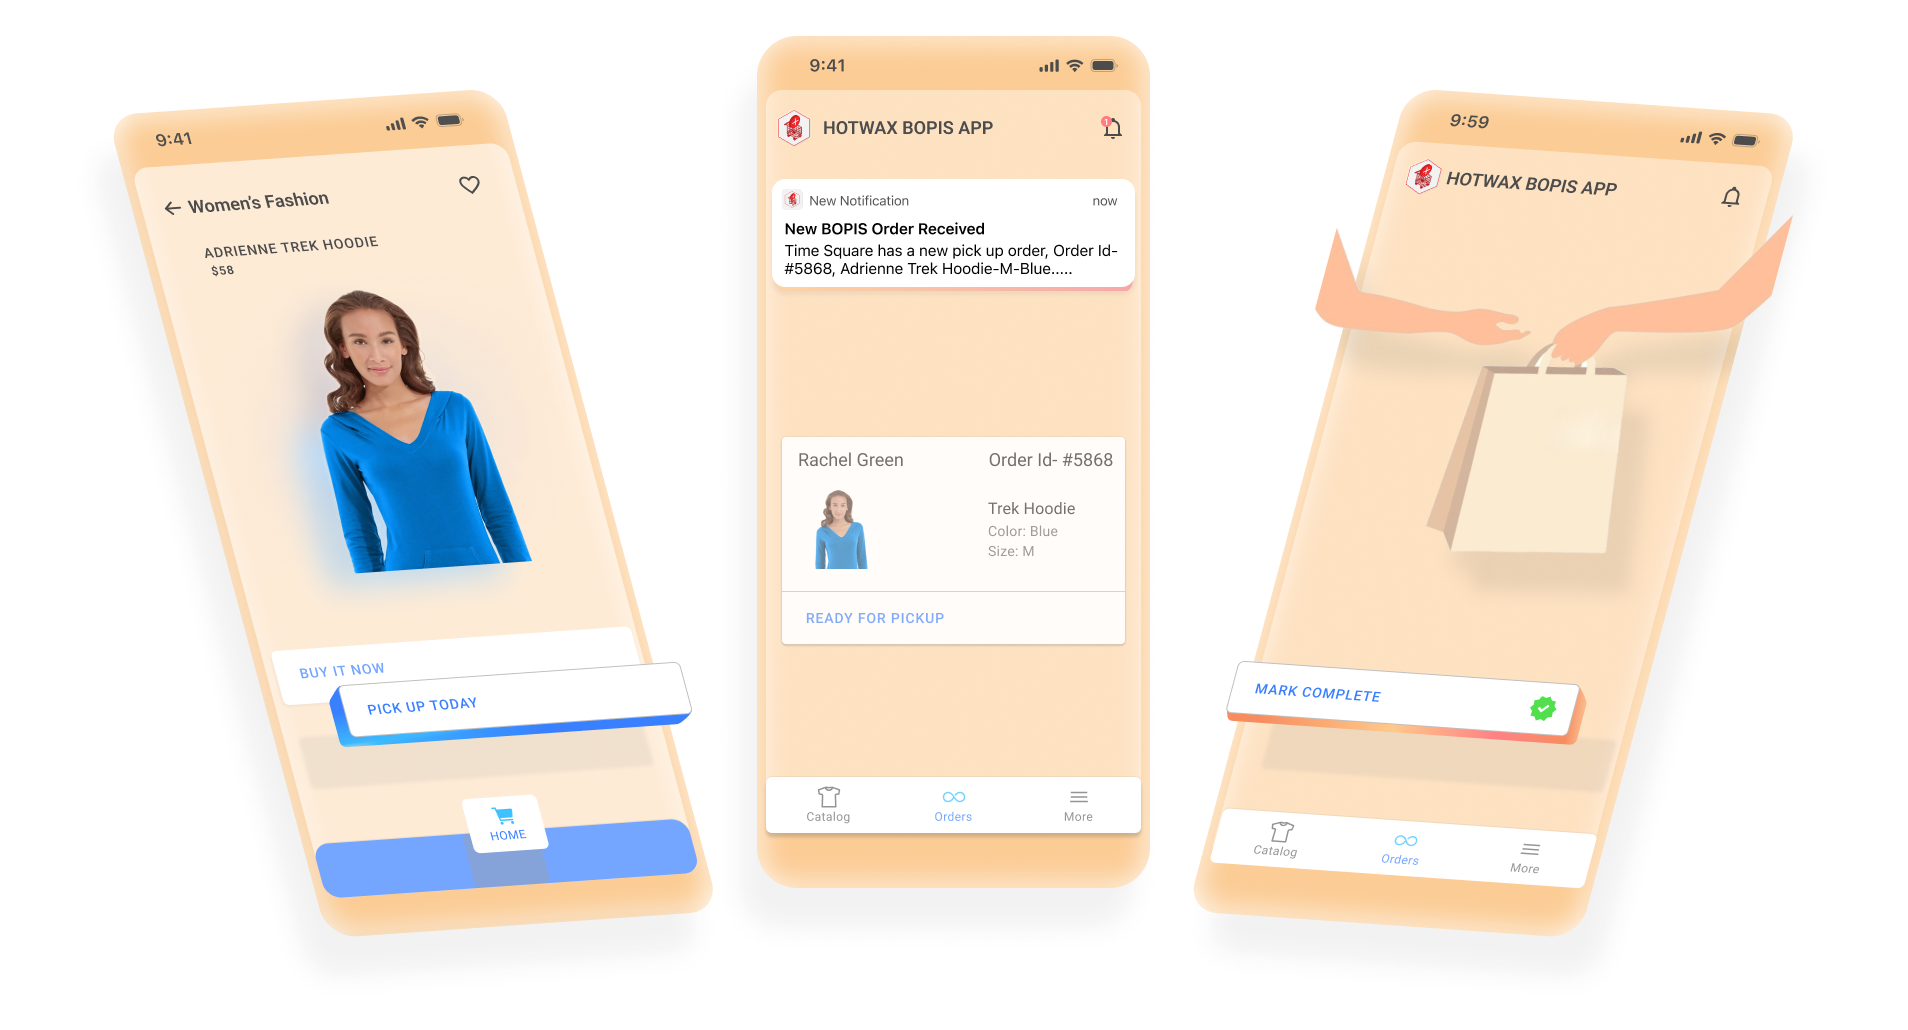 9:41
Women's Fashion
ADRIENNE TREK HOODIE
$58
BUY IT NOW
PICK UP TODAY
HOME
9:41
HOTWAX BOPIS APP
1
New Notification
now
New BOPIS Order Received
Time Square has a new pick up order, Order Id-
#5868, Adrienne Trek Hoodie-M-Blue.....
Rachel Green
Order Id- #5868
Trek Hoodie
Color: Blue
Size: M
READY FOR PICKUP
Catalog
Orders
More
9:59
HOTWAX BOPIS APP
MARK COMPLETE
Catalog
Orders
More